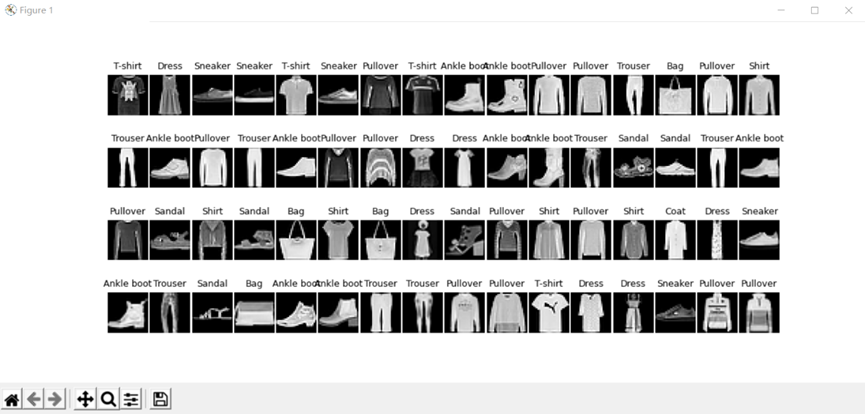 Figure 1
T-shirt Dress Sneaker Sneaker T-shirt Sneaker Pullover T-shirt Ankle boot Ankle boot Pullover Pullover Trouser Bag Pullover Shirt
Trouser Ankle boot Pullover Trouser Ankle boot Pullover Pullover Dress Dress Ankle boot Ankle boot Trouser Sandal Sandal Trouser Ankle boot
Pullover Sandal Shirt Sandal Bag Shirt Bag Dress Sandal Pullover Shirt Pullover Shirt Coat Dress Sneaker
Ankle boot Trouser Sandal Bag Ankle boot Ankle boot Trouser Trouser Pullover Pullover T-shirt Dress Dress Sneaker Pullover Pullover